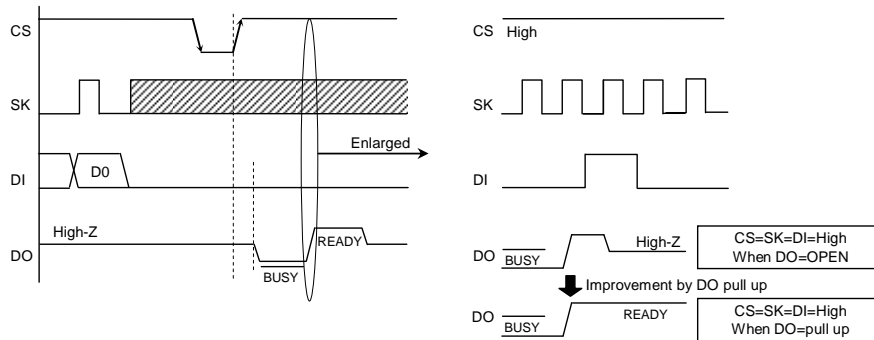 CS
SK
DI
D0
Enlarged
DO
High-Z
BUSY
READY
CS
High
SK
DI
DO
BUSY
High-Z
CS=SK=DI=High
When DO=OPEN
Improvement by DO pull up
DO
BUSY
READY
CS=SK=DI=High
When DO=pull up